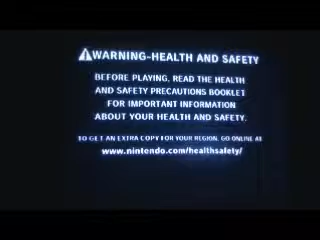 ⚠WARNING-HEALTH AND SAFETY
BEFORE PLAYING, READ THE HEALTH
AND SAFETY PRECAUTIONS BOOKLET
FOR IMPORTANT INFORMATION
ABOUT YOUR HEALTH AND SAFETY.
TO GET AN EXTRA COPY FOR YOUR REGION, GO ONLINE AT
www.nintendo.com/healthsafety/